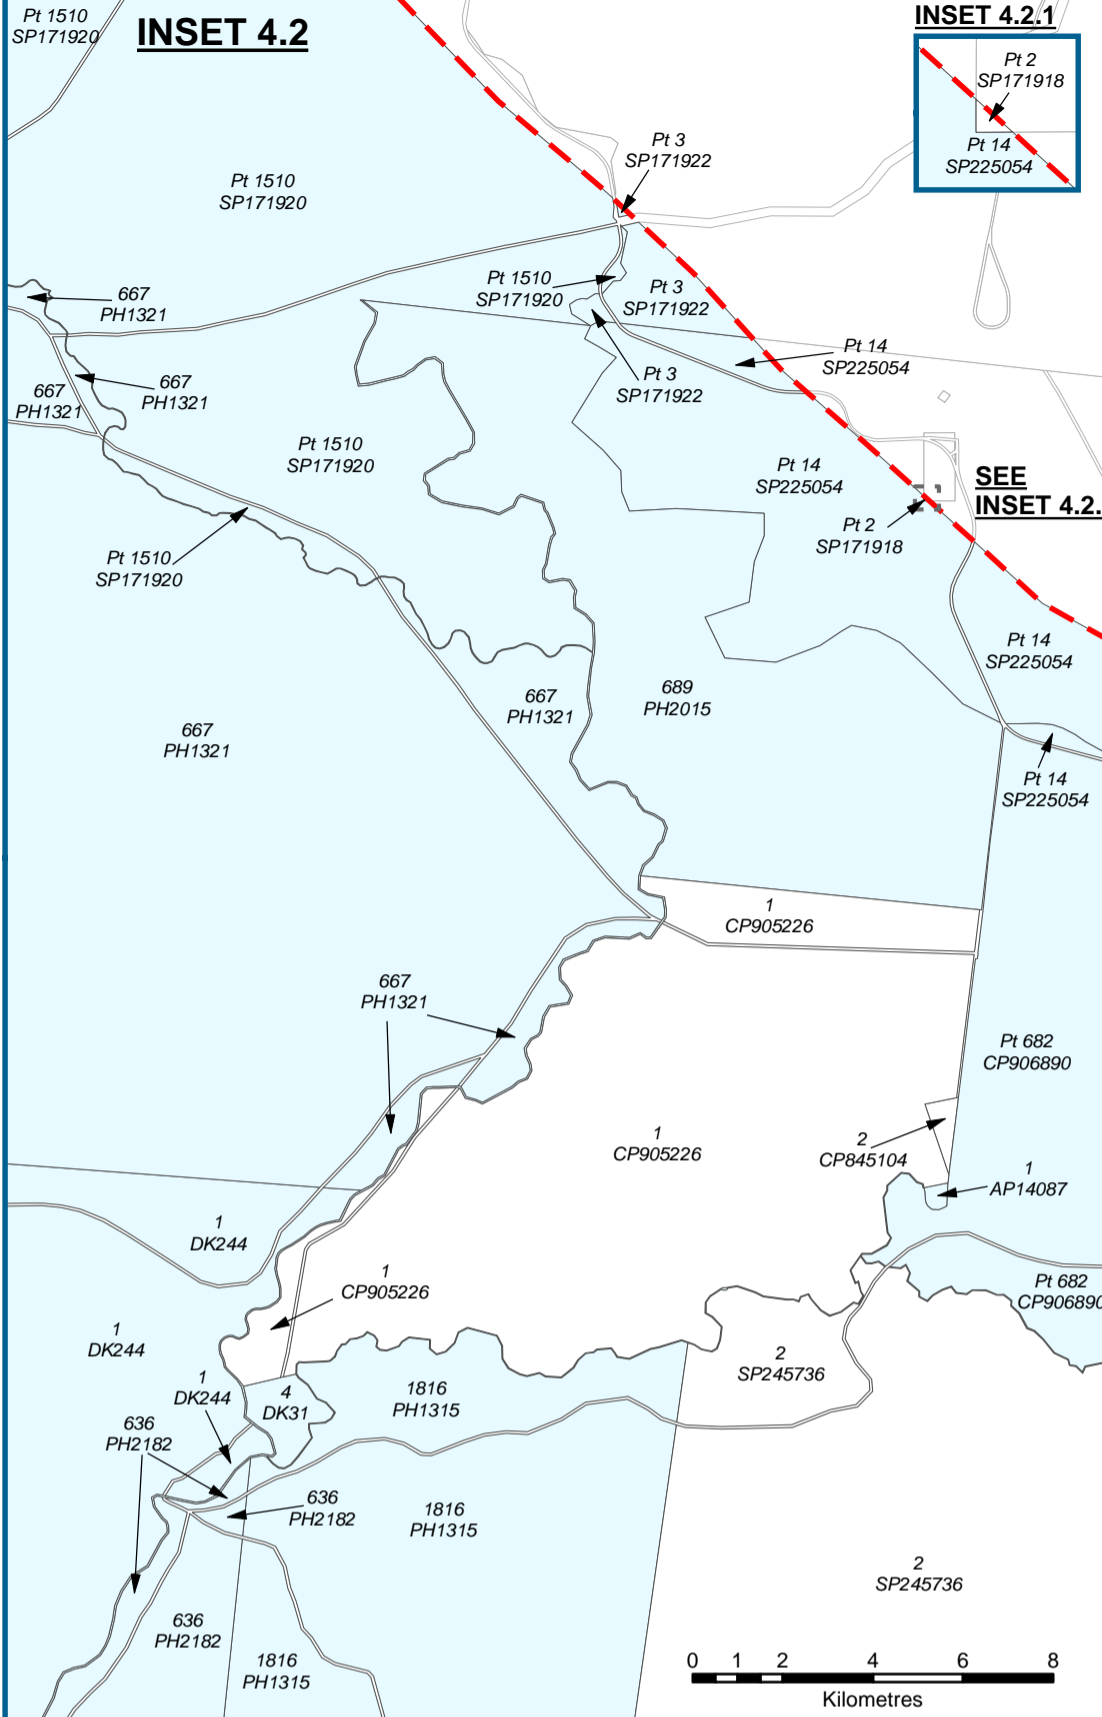 Pt 1510
SP171920
INSET 4.2
INSET 4.2.1
Pt 2
SP171918
Pt 14
SP225054
Pt 3
SP171922
Pt 1510
SP171920
Pt 1510
SP171920
Pt 3
SP171922
667
PH1321
Pt 14
SP225054
Pt 3
SP171922
667
PH1321
667
PH1321
Pt 1510
SP171920
Pt 14
SP225054
SEE
INSET 4.2.
Pt 2
SP171918
Pt 1510
SP171920
Pt 14
SP225054
667
PH1321
689
PH2015
667
PH1321
Pt 14
SP225054
1
CP905226
667
PH1321
Pt 682
CP906890
1
CP905226
2
CP845104
1
AP14087
1
DK244
1
CP905226
Pt 682
CP906890
1
DK244
2
SP245736
1
DK244
4
DK31
1816
PH1315
636
PH2182
636
PH2182
1816
PH1315
2
SP245736
636
PH2182
1816
PH1315
0 1 2 4 6 8
Kilometres